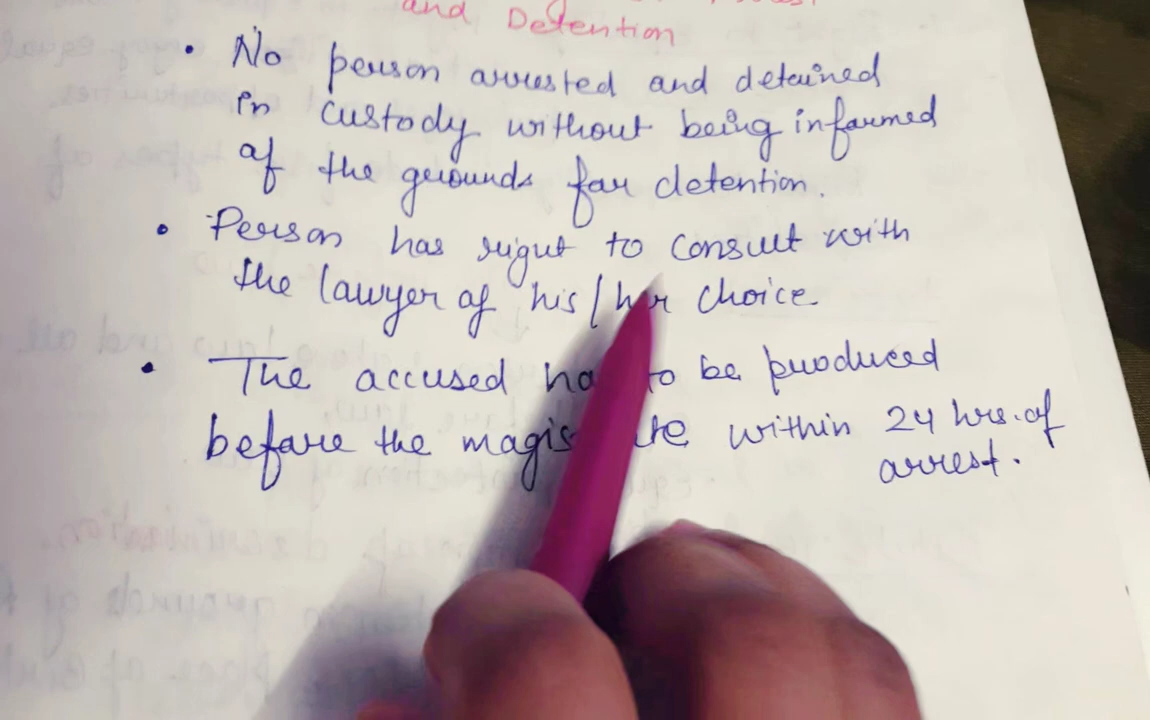 and Detention
• No person arrested and detained
in custody without being informed
of the grounds for detention.
• Person has right to consult with
the lawyer of his/her choice
• The accused has to be produced
before the magistrate within 24 hrs. of
arrest.